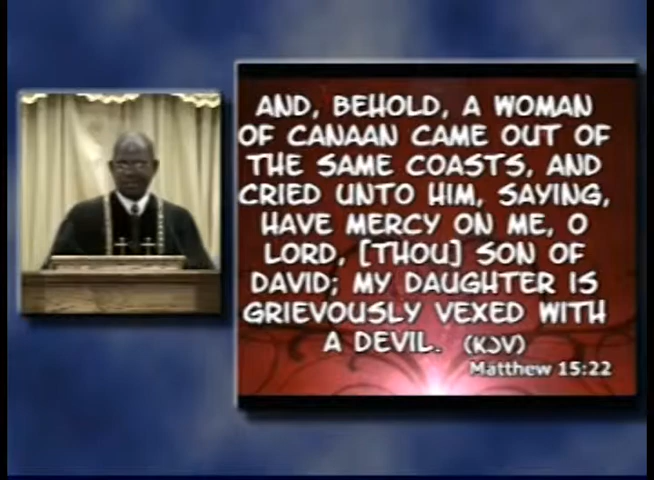 AND, BEHOLD, A WOMAN
OF CANAAN CAME OUT OF
THE SAME COASTS, AND
CRIED UNTO HIM, SAYING,
HAVE MERCY ON ME, O
LORD, [THOU] SON OF
DAVID; MY DAUGHTER IS
GRIEVOUSLY VEXED WITH
A DEVIL. (KJV)
Matthew 15:22